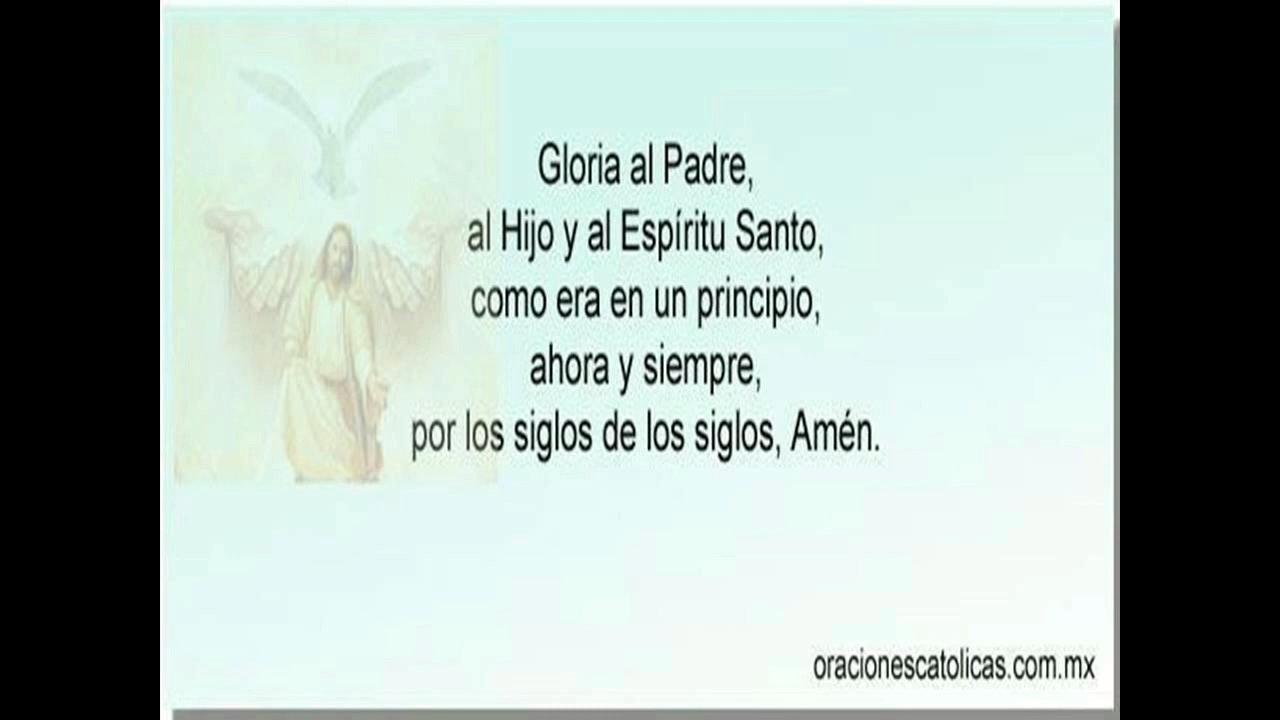 Gloria al Padre,
al Hijo y al Espíritu Santo,
como era en un principio,
ahora y siempre,
por los siglos de los siglos, Amén.
oracionescatolicas.com.mx